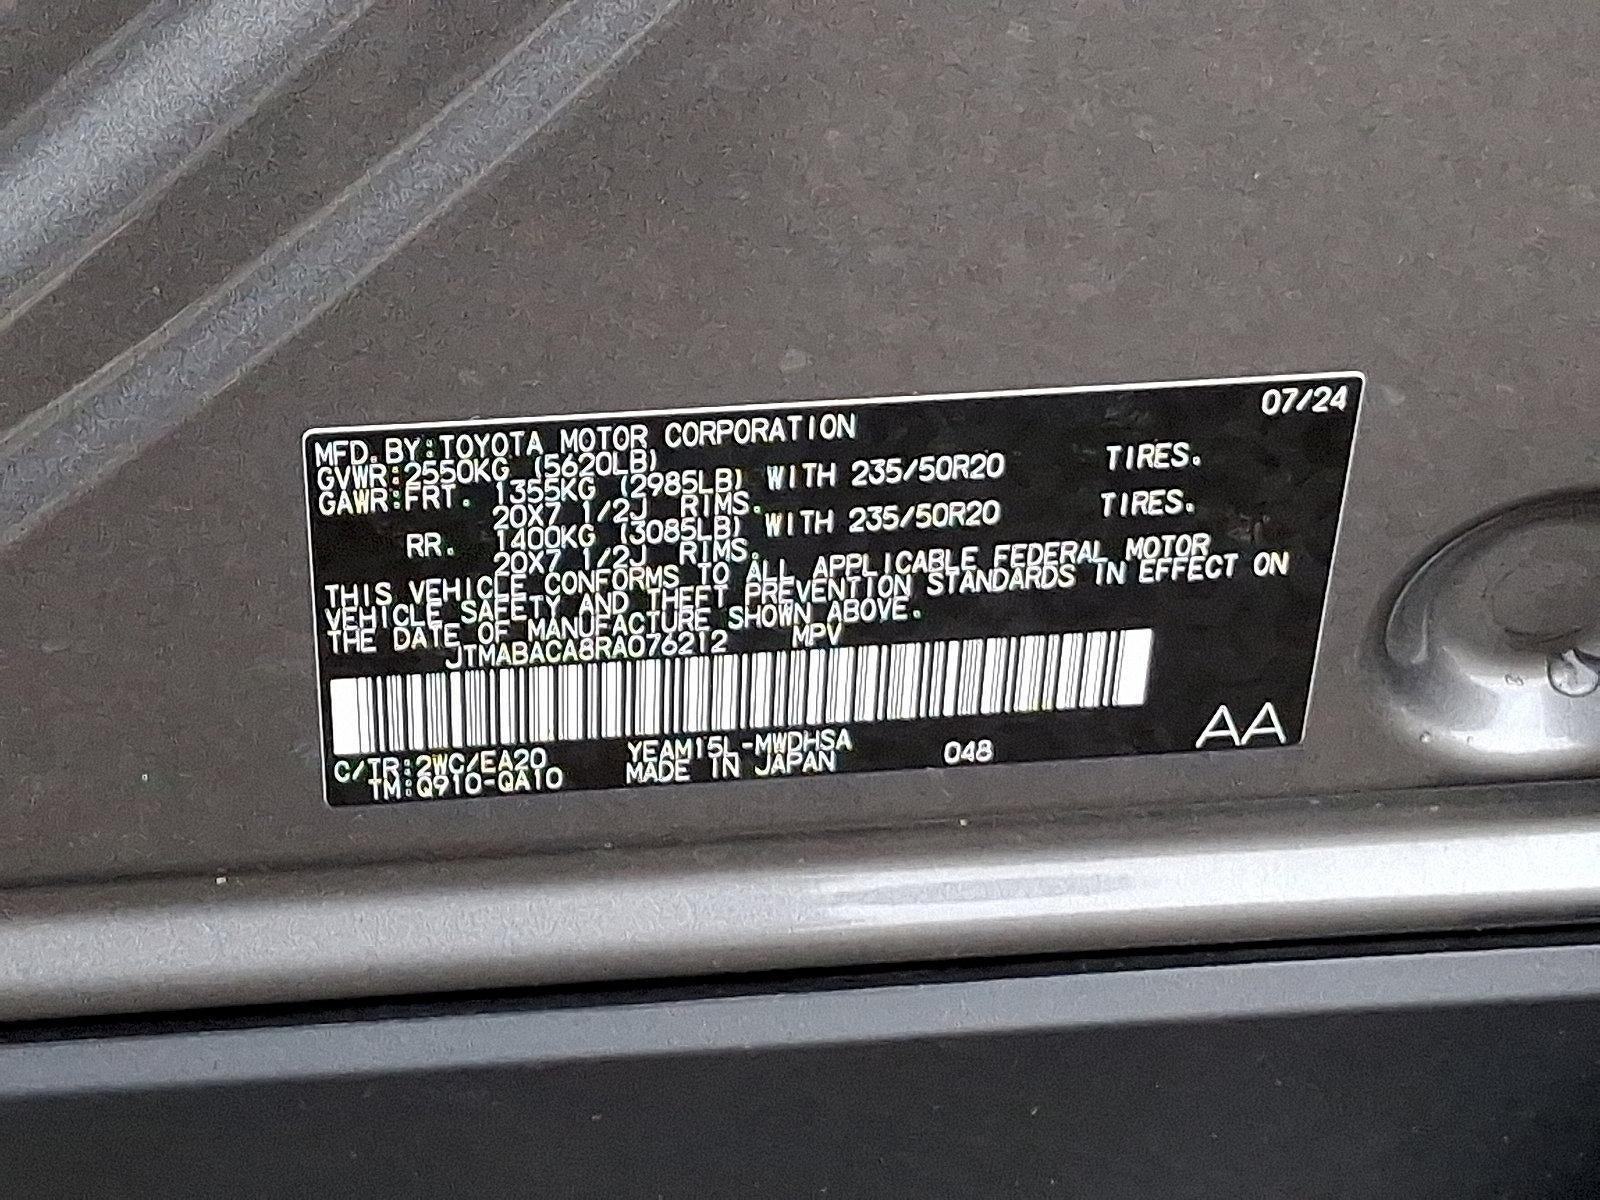 07/24
MFD. BY:TOYOTA MOTOR CORPORATION
GVWR:2550KG (5620LB)
GAWR:FRT. 1355KG (2985LB) WITH 235/50R20 TIRES.
20X7 1/2J RIMS.
RR. 1400KG (3085LB) WITH 235/50R20 TIRES.
20X7 1/2J RIMS.
THIS VEHICLE CONFORMS TO ALL APPLICABLE FEDERAL MOTOR
VEHICLE SAFETY AND THEFT PREVENTION STANDARDS IN EFFECT ON
THE DATE OF MANUFACTURE SHOWN ABOVE.
JTMABACA8RA076212 MPV
C/TR:2WC/EA20 YEAM15L-MWDHSA 048 AA
TM:Q910-QA10 MADE IN JAPAN